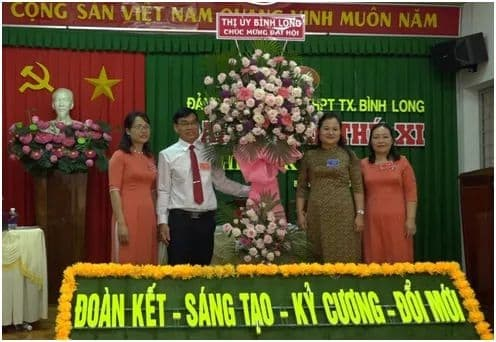 CỘNG SẢN VIỆT NAM QUANG VINH MUÔN NĂM
THỊ ỦY BÌNH LONG
CHÚC MỪNG ĐẠI HỘI
ĐẢ
HPT TX. BÌNH LONG
THỨ XI
ĐOÀN KẾT - SÁNG TẠO - KỶ CƯƠNG - ĐỔI MỚI